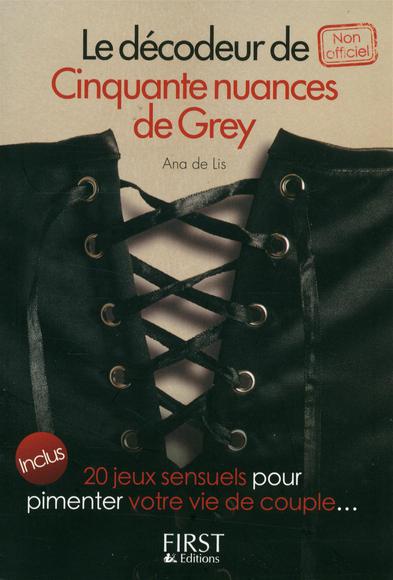 Le décodeur de
Non
officiel
Cinquante nuances
de Grey
Ana de Lis
Inclus
20 jeux sensuels pour
pimenter votre vie de couple...
FIRST
Editions